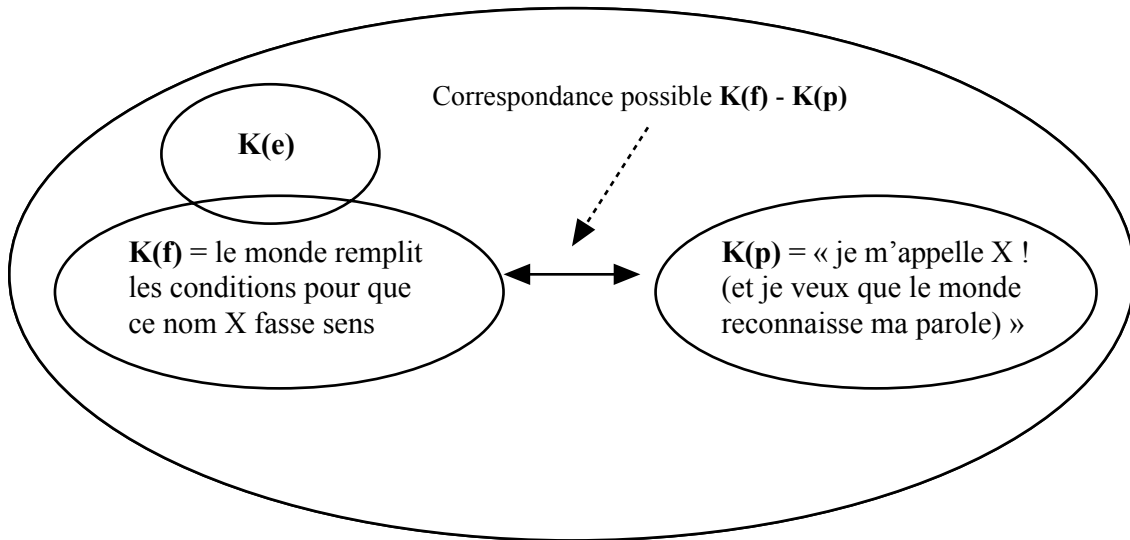 Correspondance possible K(f) - K(p)
K(e)
K(f) = le monde remplit
les conditions pour que
ce nom X fasse sens
K(p) = « je m’appelle X !
(et je veux que le monde
reconnaisse ma parole) »